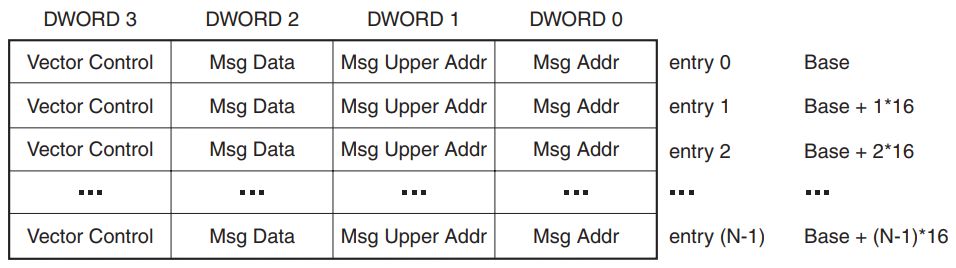 DWORD 3 DWORD 2 DWORD 1 DWORD 0
Vector Control Msg Data Msg Upper Addr Msg Addr entry 0 Base
Vector Control Msg Data Msg Upper Addr Msg Addr entry 1 Base + 1*16
Vector Control Msg Data Msg Upper Addr Msg Addr entry 2 Base + 2*16
... ... ... ... ... ...
Vector Control Msg Data Msg Upper Addr Msg Addr entry (N-1) Base + (N-1)*16